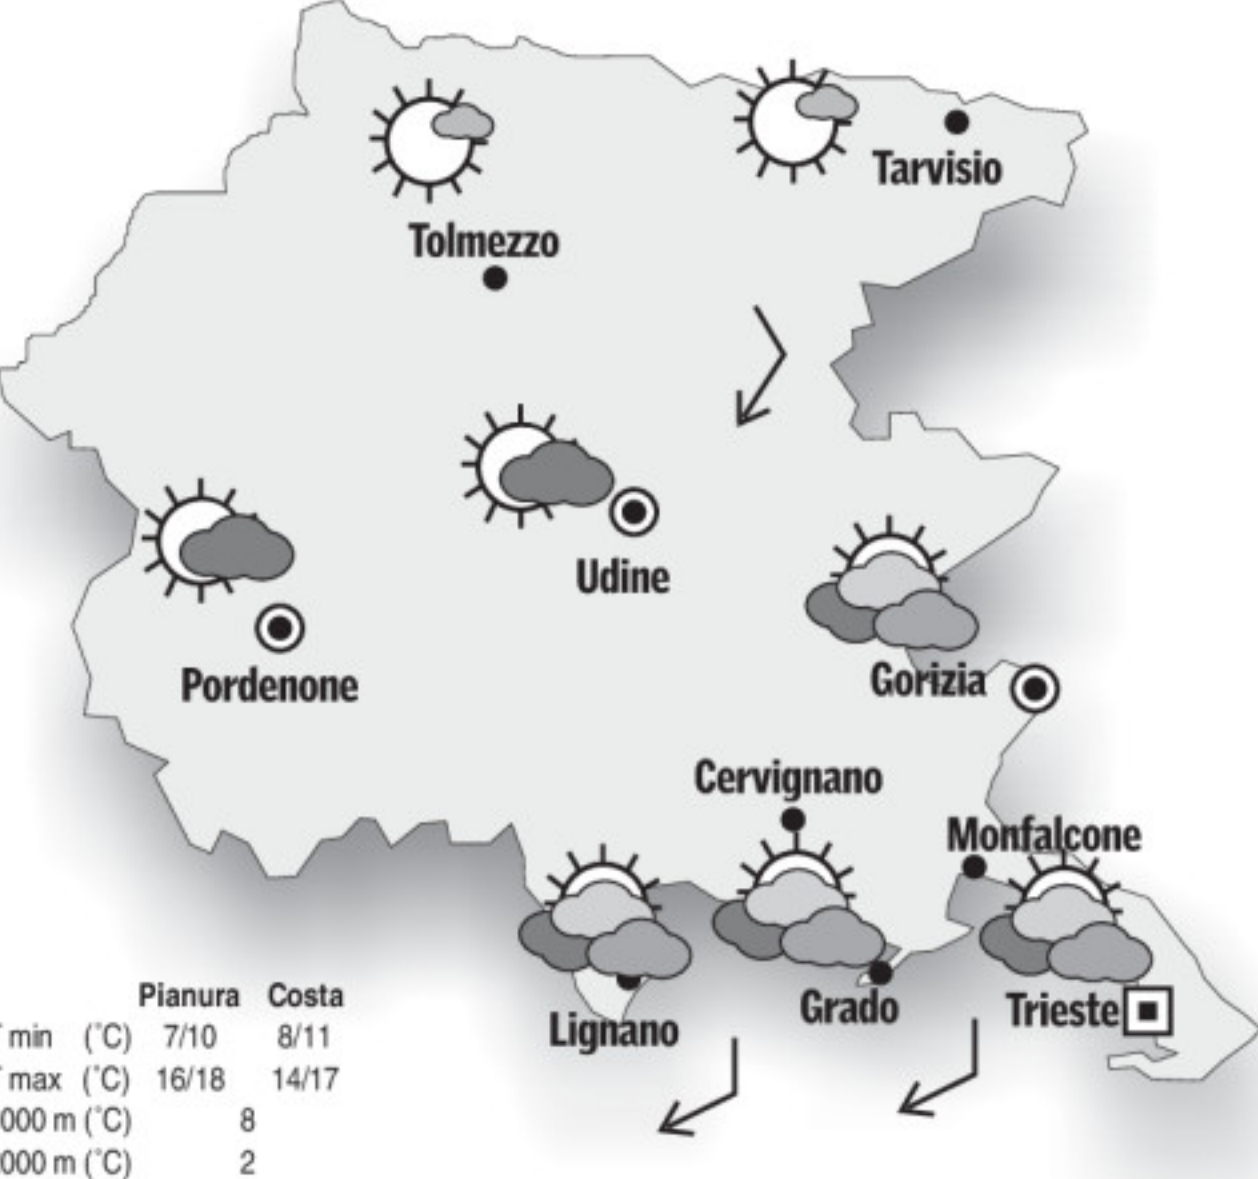 Tarvisio
Tolmezzo
Udine
Pordenone
Gorizia
Cervignano
Monfalcone
Grado
Trieste
Lignano
Pianura Costa
min (°C) 7/10 8/11
max (°C) 16/18 14/17
000 m (°C) 8
000 m (°C) 2